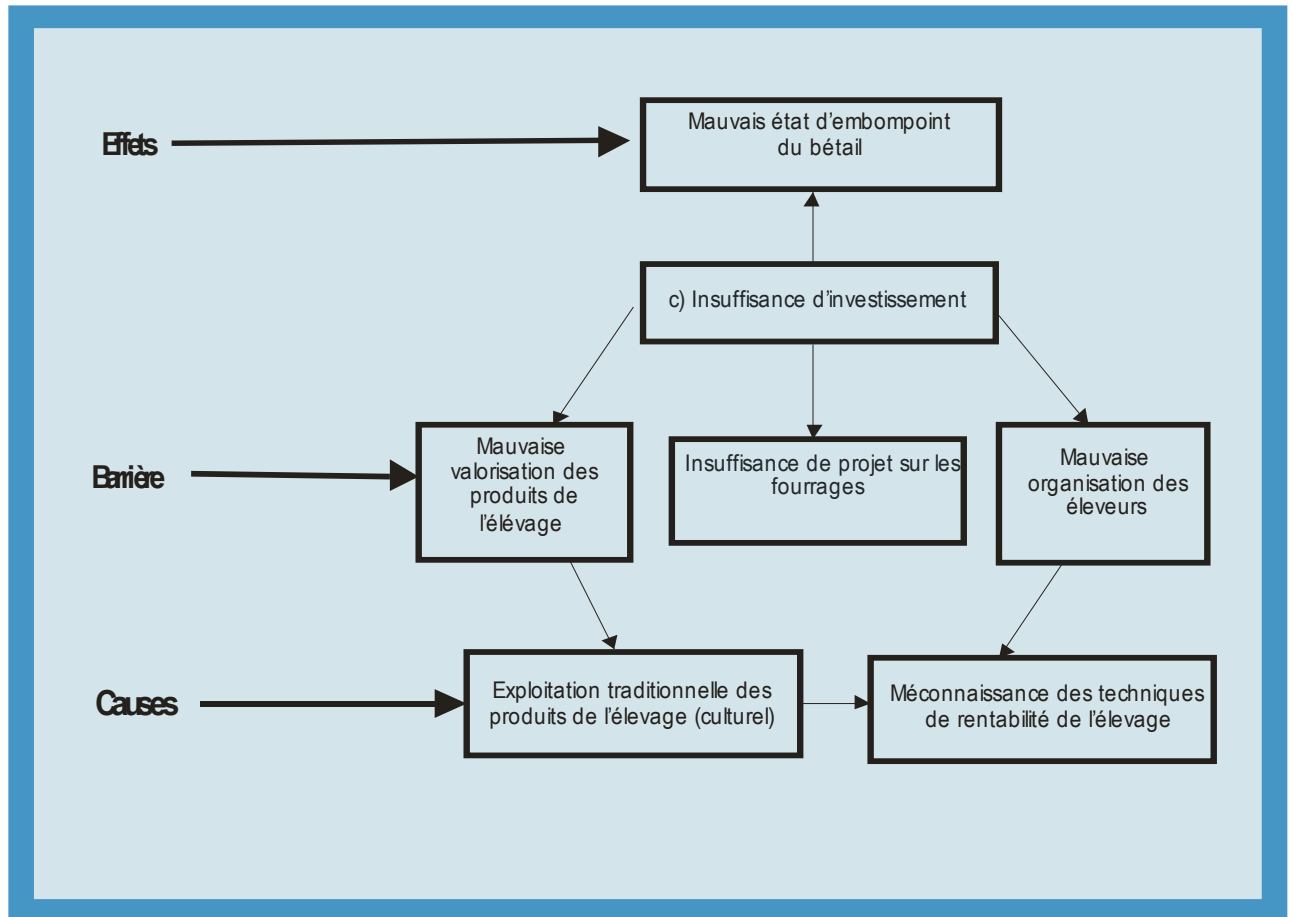 Effets
Mauvais état d'embompoint
du bétail
c) Insuffisance d'investissement
Barrière
Mauvaise
valorisation des
produits de
l'élévage
Insuffisance de projet sur les
fourrages
Mauvaise
organisation des
éleveurs
Causes
Exploitation traditionnelle des
produits de l'élevage (culturel)
Méconnaissance des techniques
de rentabilité de l'élevage